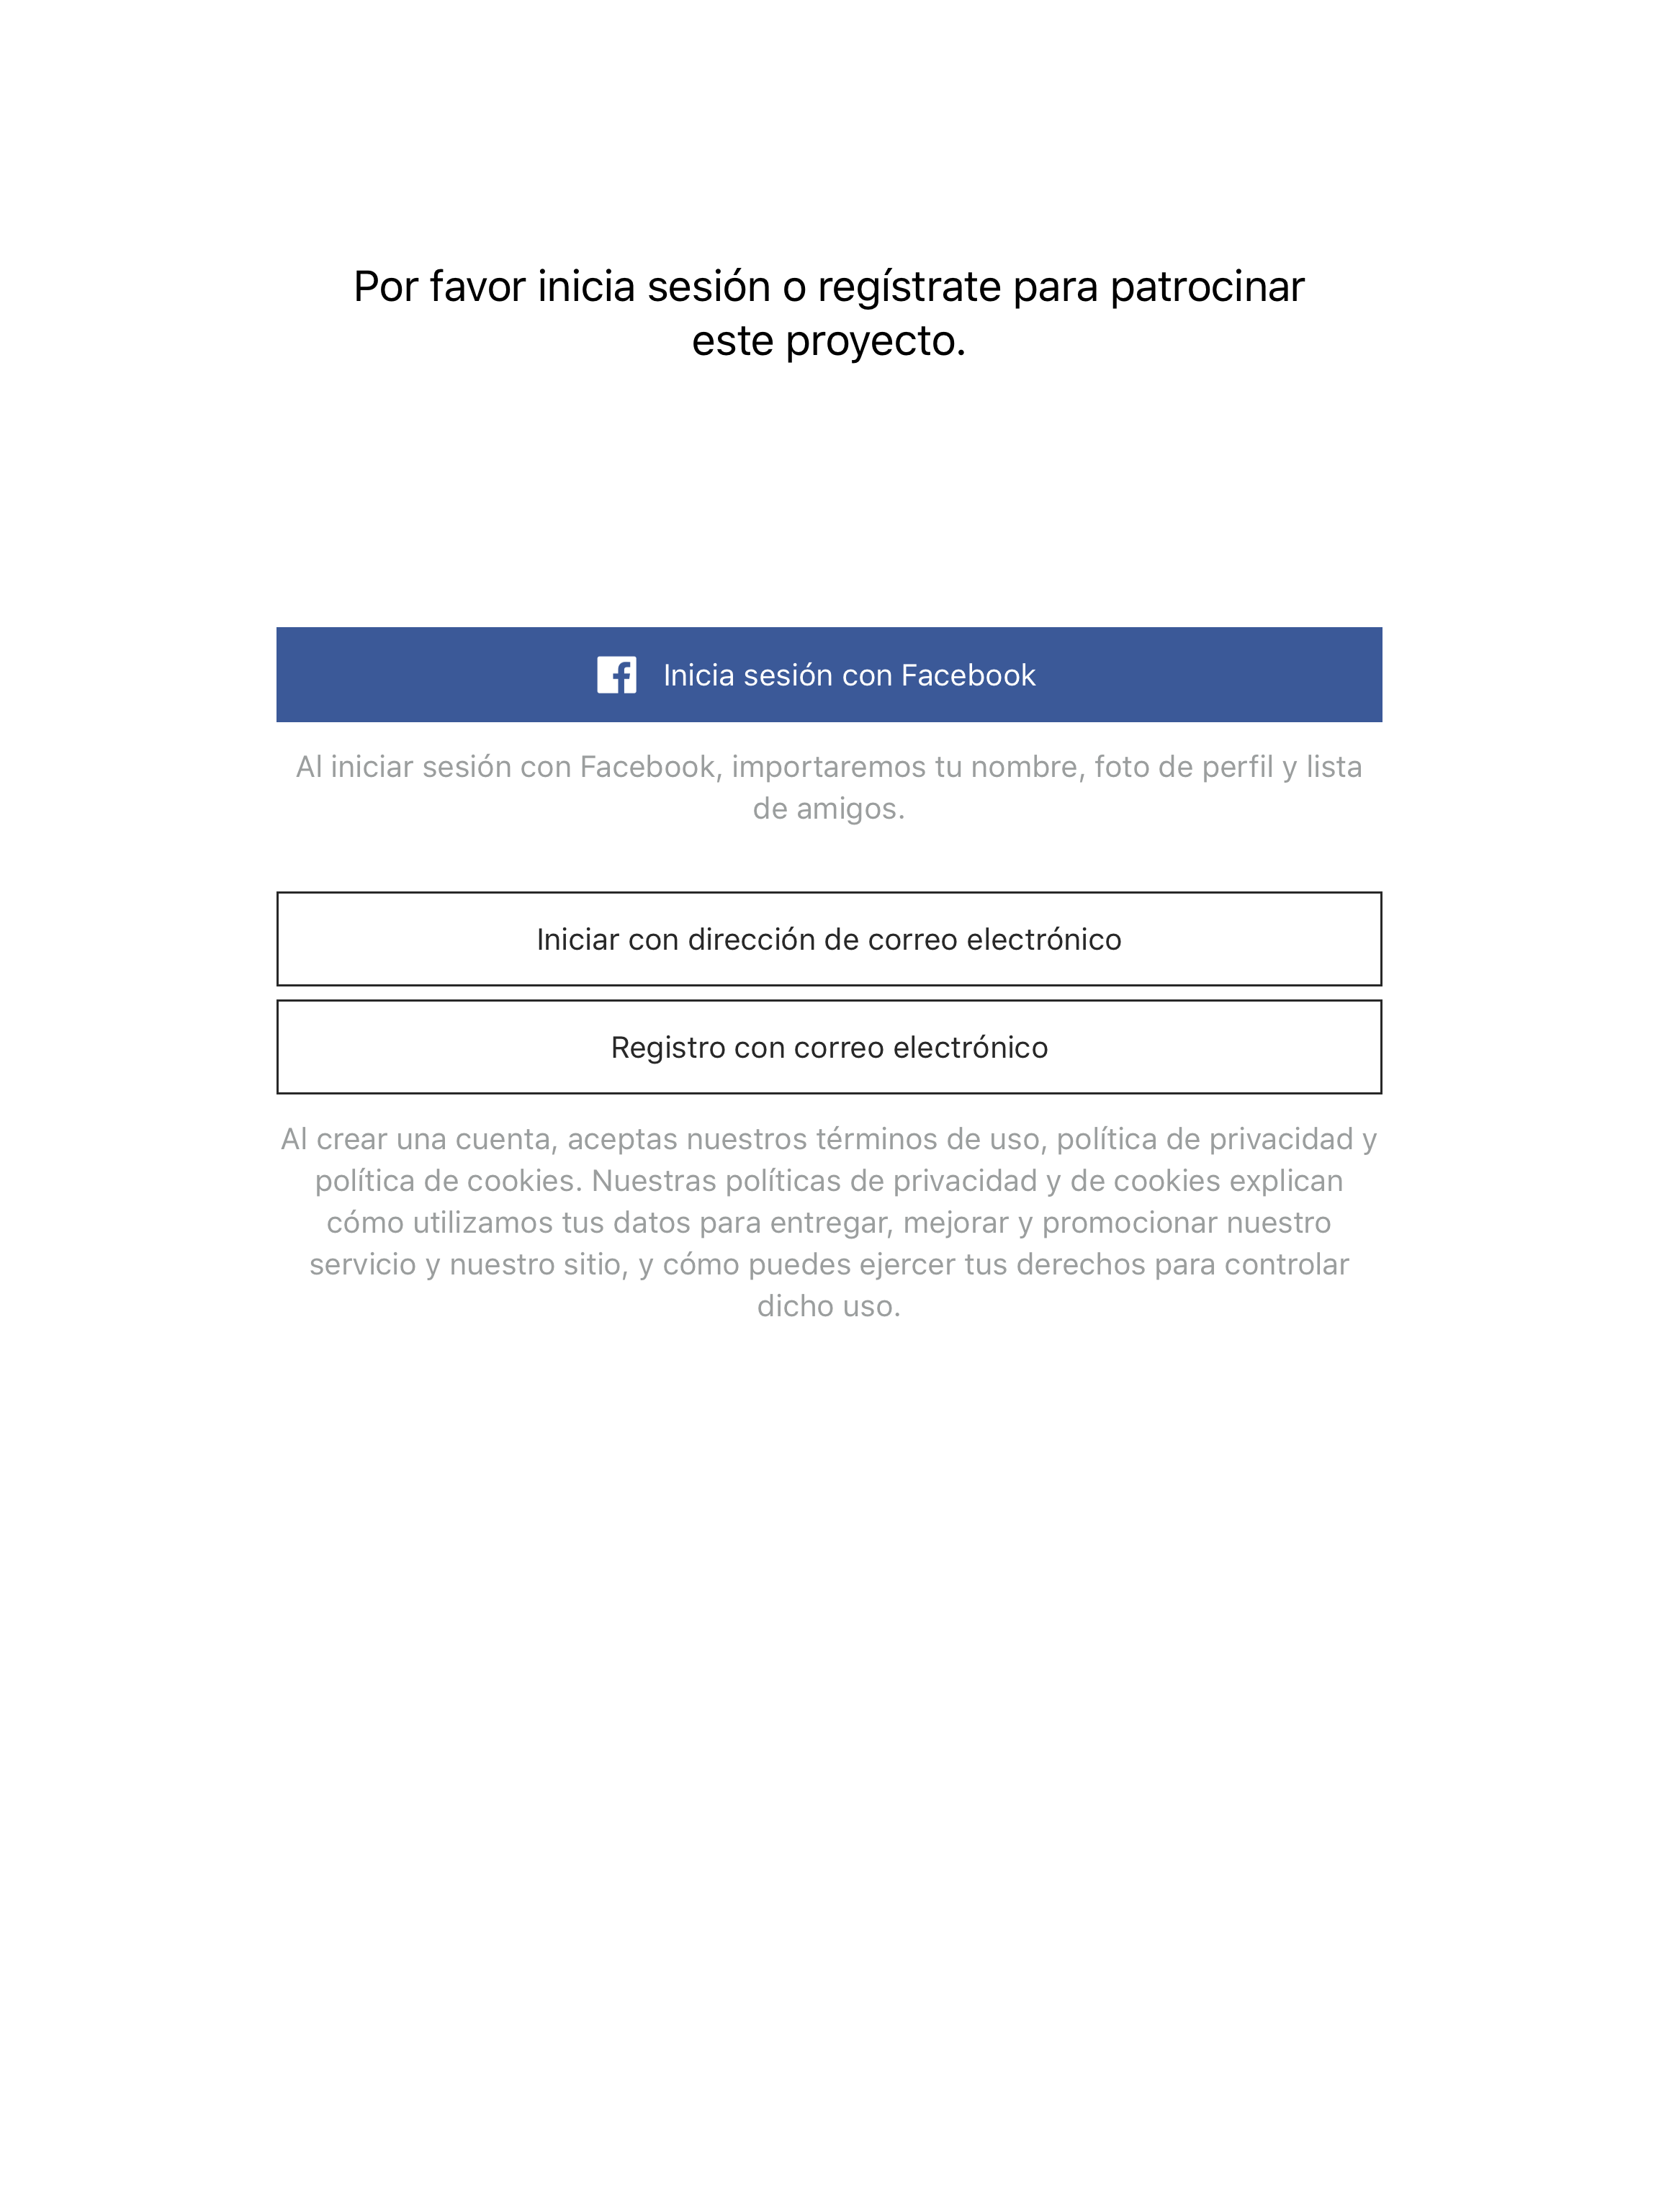 Por favor inicia sesión o regístrate para patrocinar
este proyecto.
Inicia sesión con Facebook
Al iniciar sesión con Facebook, importaremos tu nombre, foto de perfil y lista
de amigos.
Iniciar con dirección de correo electrónico
Registro con correo electrónico
Al crear una cuenta, aceptas nuestros términos de uso, política de privacidad y
política de cookies. Nuestras políticas de privacidad y de cookies explican
cómo utilizamos tus datos para entregar, mejorar y promocionar nuestro
servicio y nuestro sitio, y cómo puedes ejercer tus derechos para controlar
dicho uso.